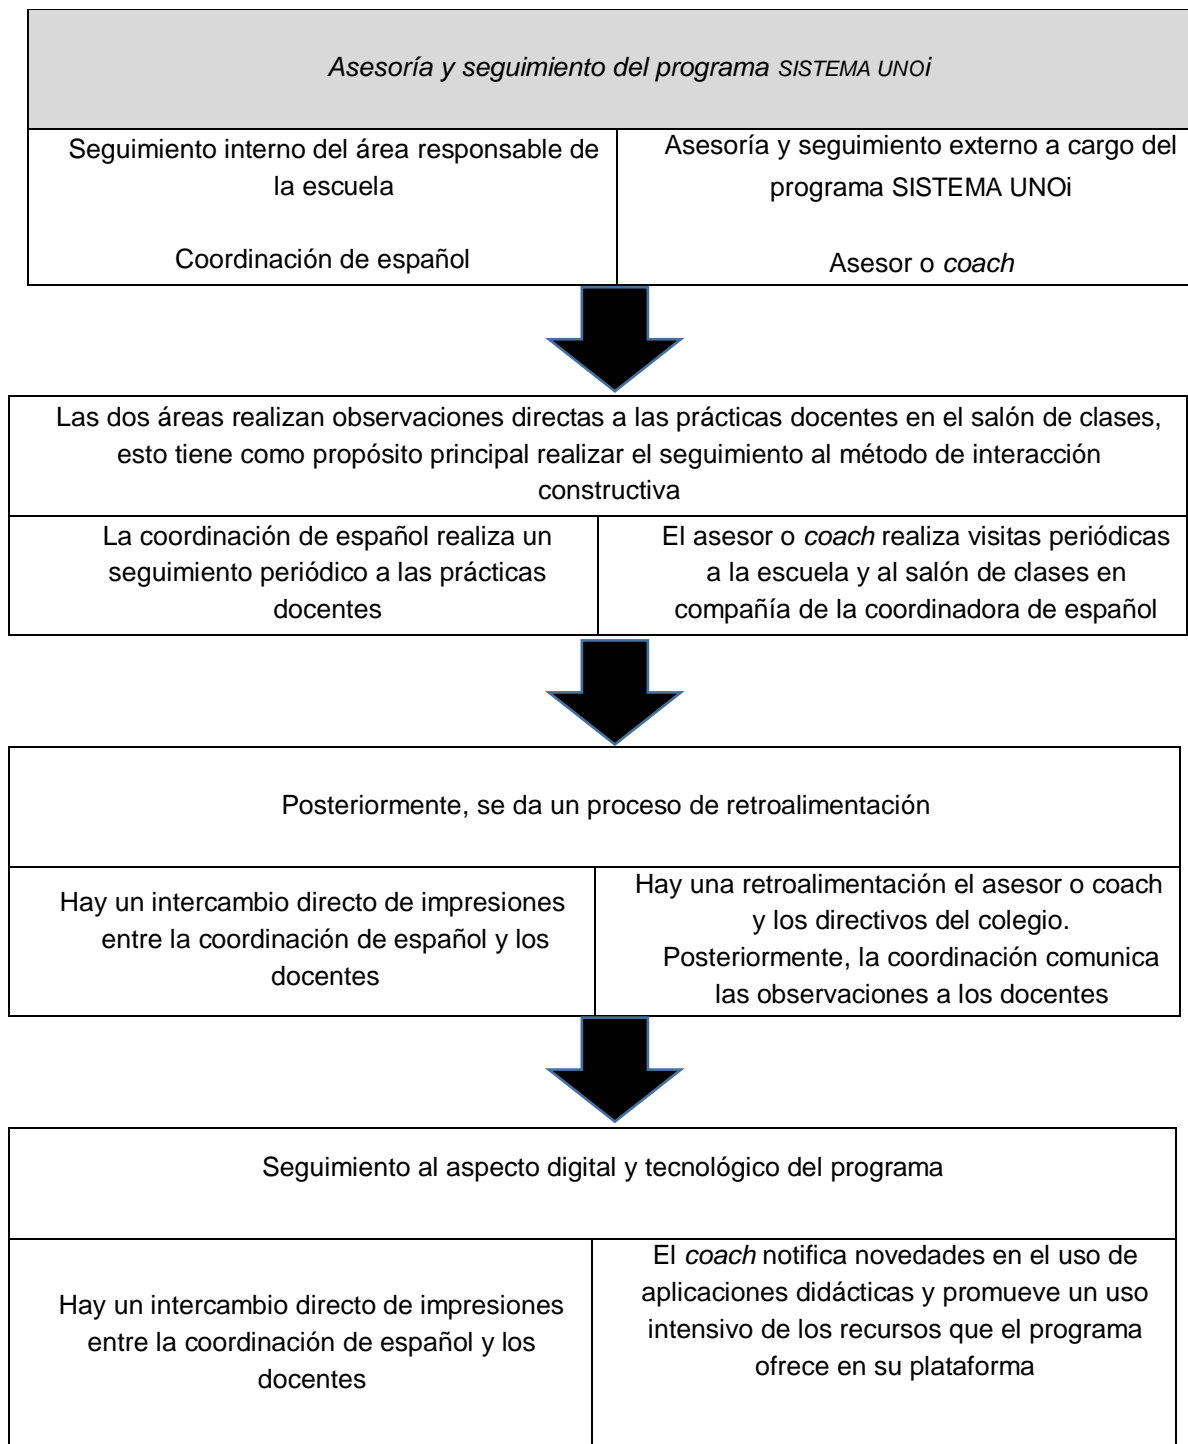 Asesoría y seguimiento del programa SISTEMA UNOi
Seguimiento interno del área responsable de
la escuela
Coordinación de español
Asesoría y seguimiento externo a cargo del
programa SISTEMA UNOi
Asesor o coach
Las dos áreas realizan observaciones directas a las prácticas docentes en el salón de clases,
esto tiene como propósito principal realizar el seguimiento al método de interacción
constructiva
La coordinación de español realiza un
seguimiento periódico a las prácticas
docentes
El asesor o coach realiza visitas periódicas
a la escuela y al salón de clases en
compañía de la coordinadora de español
Posteriormente, se da un proceso de retroalimentación
Hay un intercambio directo de impresiones
entre la coordinación de español y los
docentes
Hay una retroalimentación el asesor o coach
y los directivos del colegio.
Posteriormente, la coordinación comunica
las observaciones a los docentes
Seguimiento al aspecto digital y tecnológico del programa
Hay un intercambio directo de impresiones
entre la coordinación de español y los
docentes
El coach notifica novedades en el uso de
aplicaciones didácticas y promueve un uso
intensivo de los recursos que el programa
ofrece en su plataforma